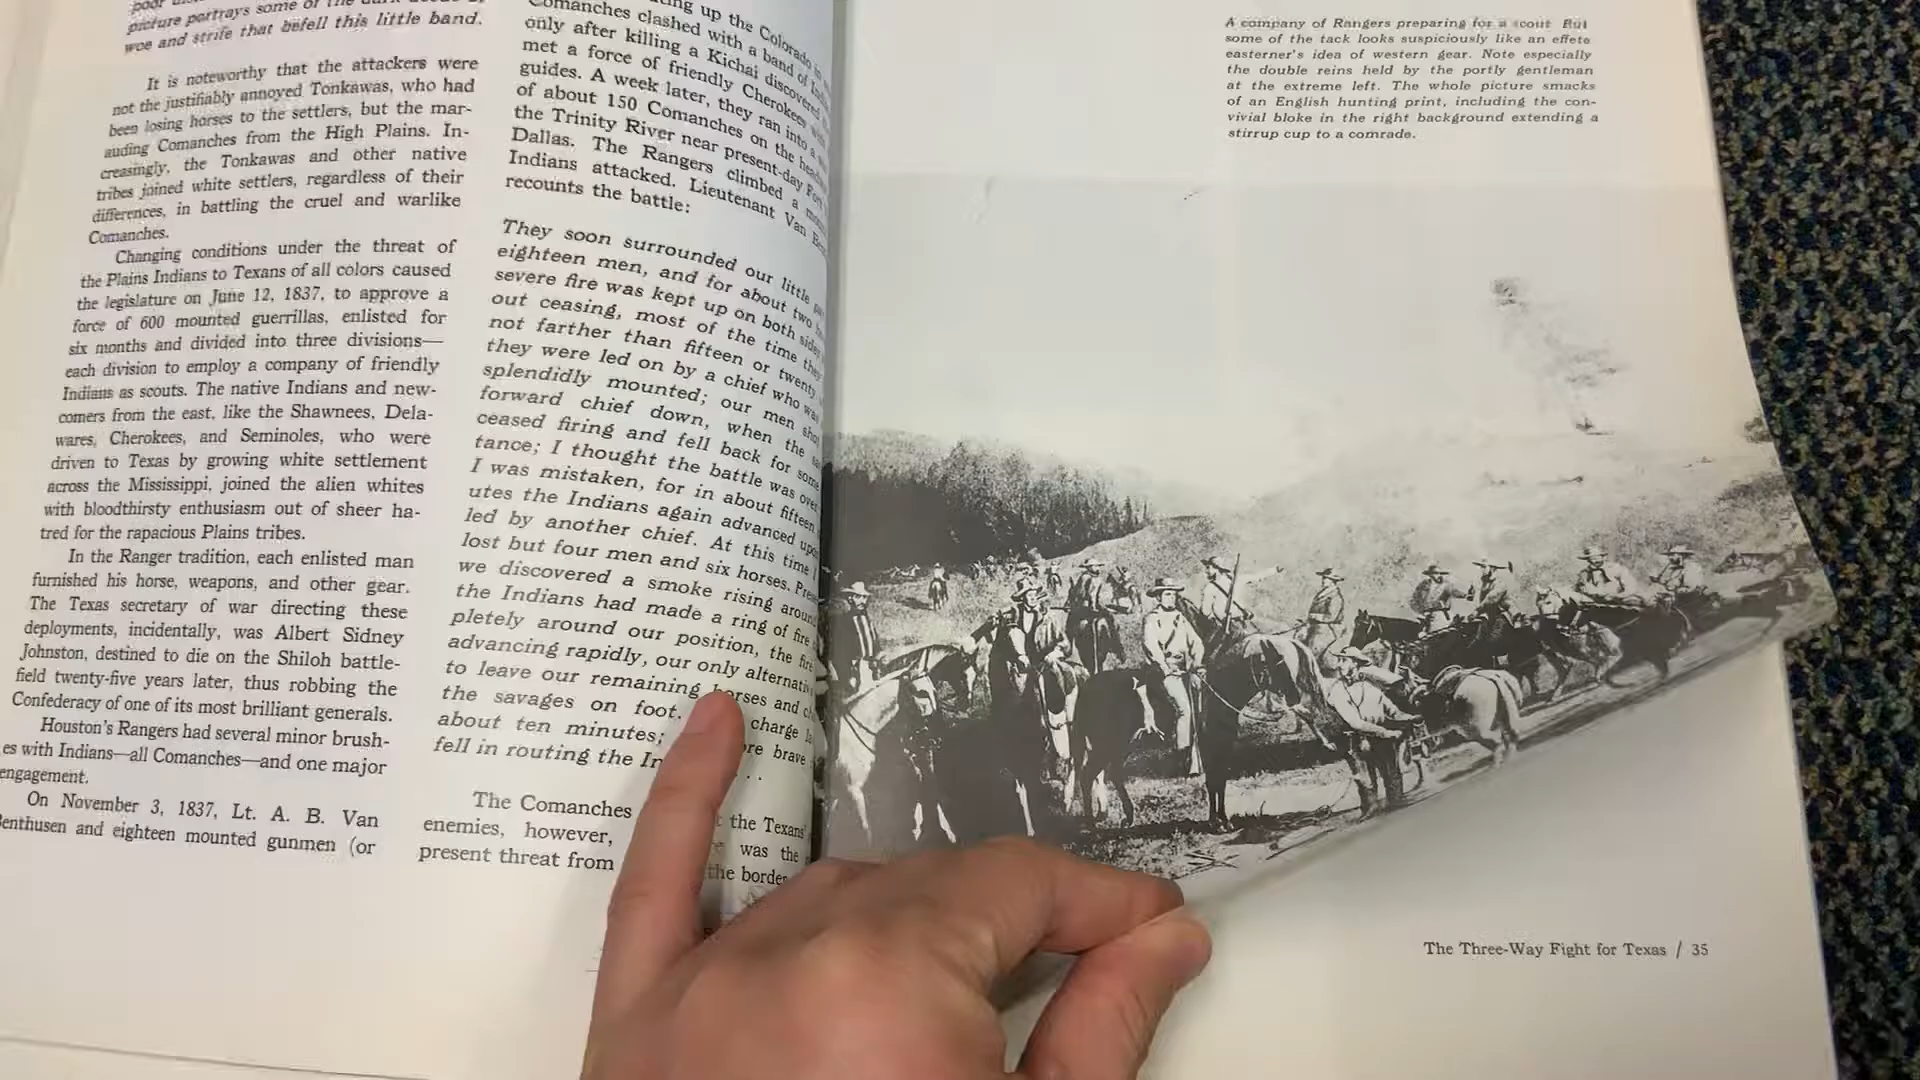 picture portrays some of the
woe and strife that befell this little band.
It is noteworthy that the attackers were
not the justifiably annoyed Tonkawas, who had
been losing horses to the settlers, but the mar-
auding Comanches from the High Plains. In-
creasingly, the Tonkawas and other native
tribes joined white settlers, regardless of their
differences, in battling the cruel and warlike
Comanches.
Changing conditions under the threat of
the Plains Indians to Texans of all colors caused
the legislature on June 12, 1837, to approve a
force of 600 mounted guerrillas, enlisted for
six months and divided into three divisions—
each division to employ a company of friendly
Indians as scouts. The native Indians and new-
comers from the east, like the Shawnees, Dela-
wares, Cherokees, and Seminoles, who were
driven to Texas by growing white settlement
across the Mississippi, joined the alien whites
with bloodthirsty enthusiasm out of sheer ha-
tred for the rapacious Plains tribes.
In the Ranger tradition, each enlisted man
furnished his horse, weapons, and other gear.
The Texas secretary of war directing these
deployments, incidentally, was Albert Sidney
Johnston, destined to die on the Shiloh battle-
field twenty-five years later, thus robbing the
Confederacy of one of its most brilliant generals.
Houston's Rangers had several minor brush-
es with Indians—all Comanches—and one major
engagement.
On November 3, 1837, Lt. A. B. Van
Benthusen and eighteen mounted gunmen (or
up the Colorado
Comanches clashed with a band of
only after killing a Kichai discovered
met a force of friendly Cherokees
guides. A week later, they ran into a
of about 150 Comanches on the
the Trinity River near present-day Fort
Dallas. The Rangers climbed a
Indians attacked. Lieutenant Van
recounts the battle:
They soon surrounded our little
eighteen men, and for about two
severe fire was kept up on both sides
out ceasing, most of the time they
not farther than fifteen or twenty
they were led on by a chief who was
splendidly mounted; our men shot
forward chief down, when the
ceased firing and fell back for some
tance; I thought the battle was over
I was mistaken, for in about fifteen
utes the Indians again advanced upon
led by another chief. At this time I
lost but four men and six horses.
we discovered a smoke rising around
the Indians had made a ring of fire
pletely around our position, the fire
advancing rapidly, our only
to leave our remaining horses and
the savages on foot. charge
about ten minutes; brave
fell in routing the . . .
The Comanches the Texans'
enemies, however, was the
present threat from the border
A company of Rangers preparing for a scout But
some of the tack looks suspiciously like an effete
easterner's idea of western gear. Note especially
the double reins held by the portly gentleman
at the extreme left. The whole picture smacks
of an English hunting print, including the con-
vivial bloke in the right background extending a
stirrup cup to a comrade.
The Three-Way Fight for Texas / 35